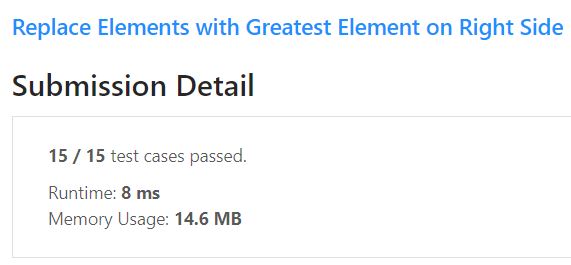 Replace Elements with Greatest Element on Right Side
Submission Detail
15 / 15 test cases passed.
Runtime: 8 ms
Memory Usage: 14.6 MB